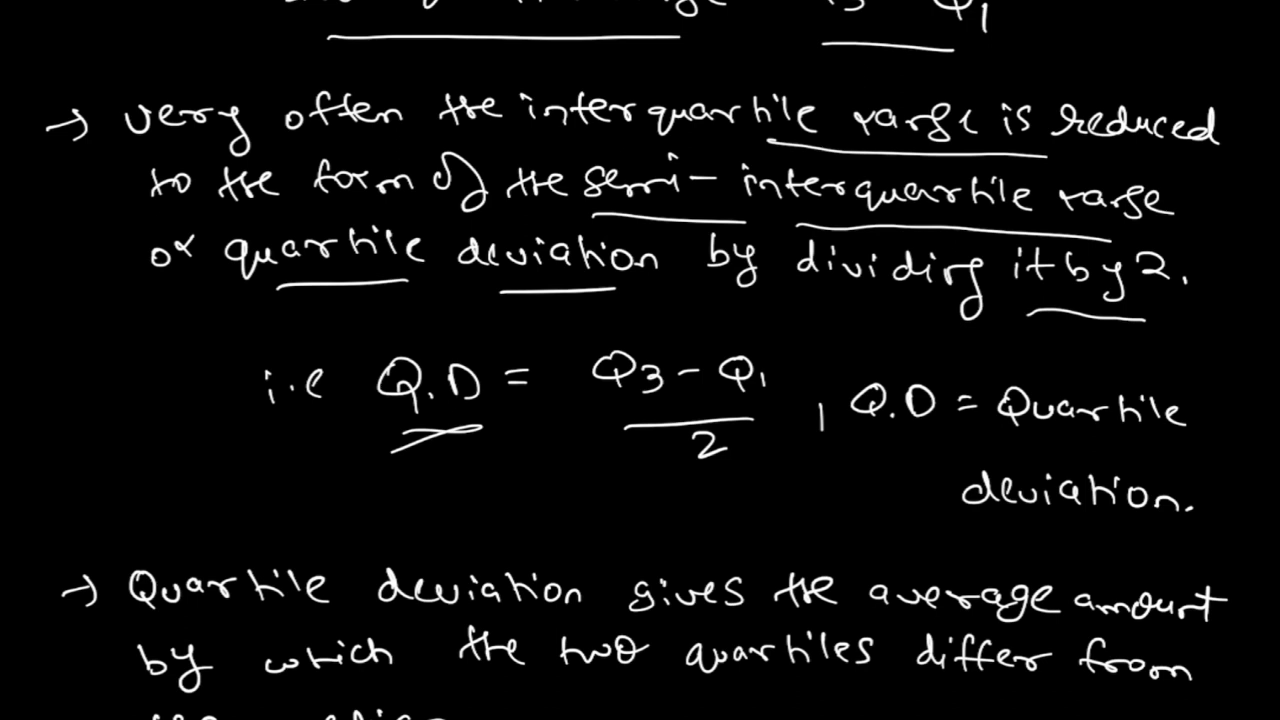 Q1
→ very often the interquartile range is reduced
to the form of the semi-interquartile range
or quartile deviation by dividing it by 2.
i.e Q.D = Q3 - Q1 / 2 , Q.D = Quartile
deviation.
→ Quartile deviation gives the average amount
by which the two quartiles differ from